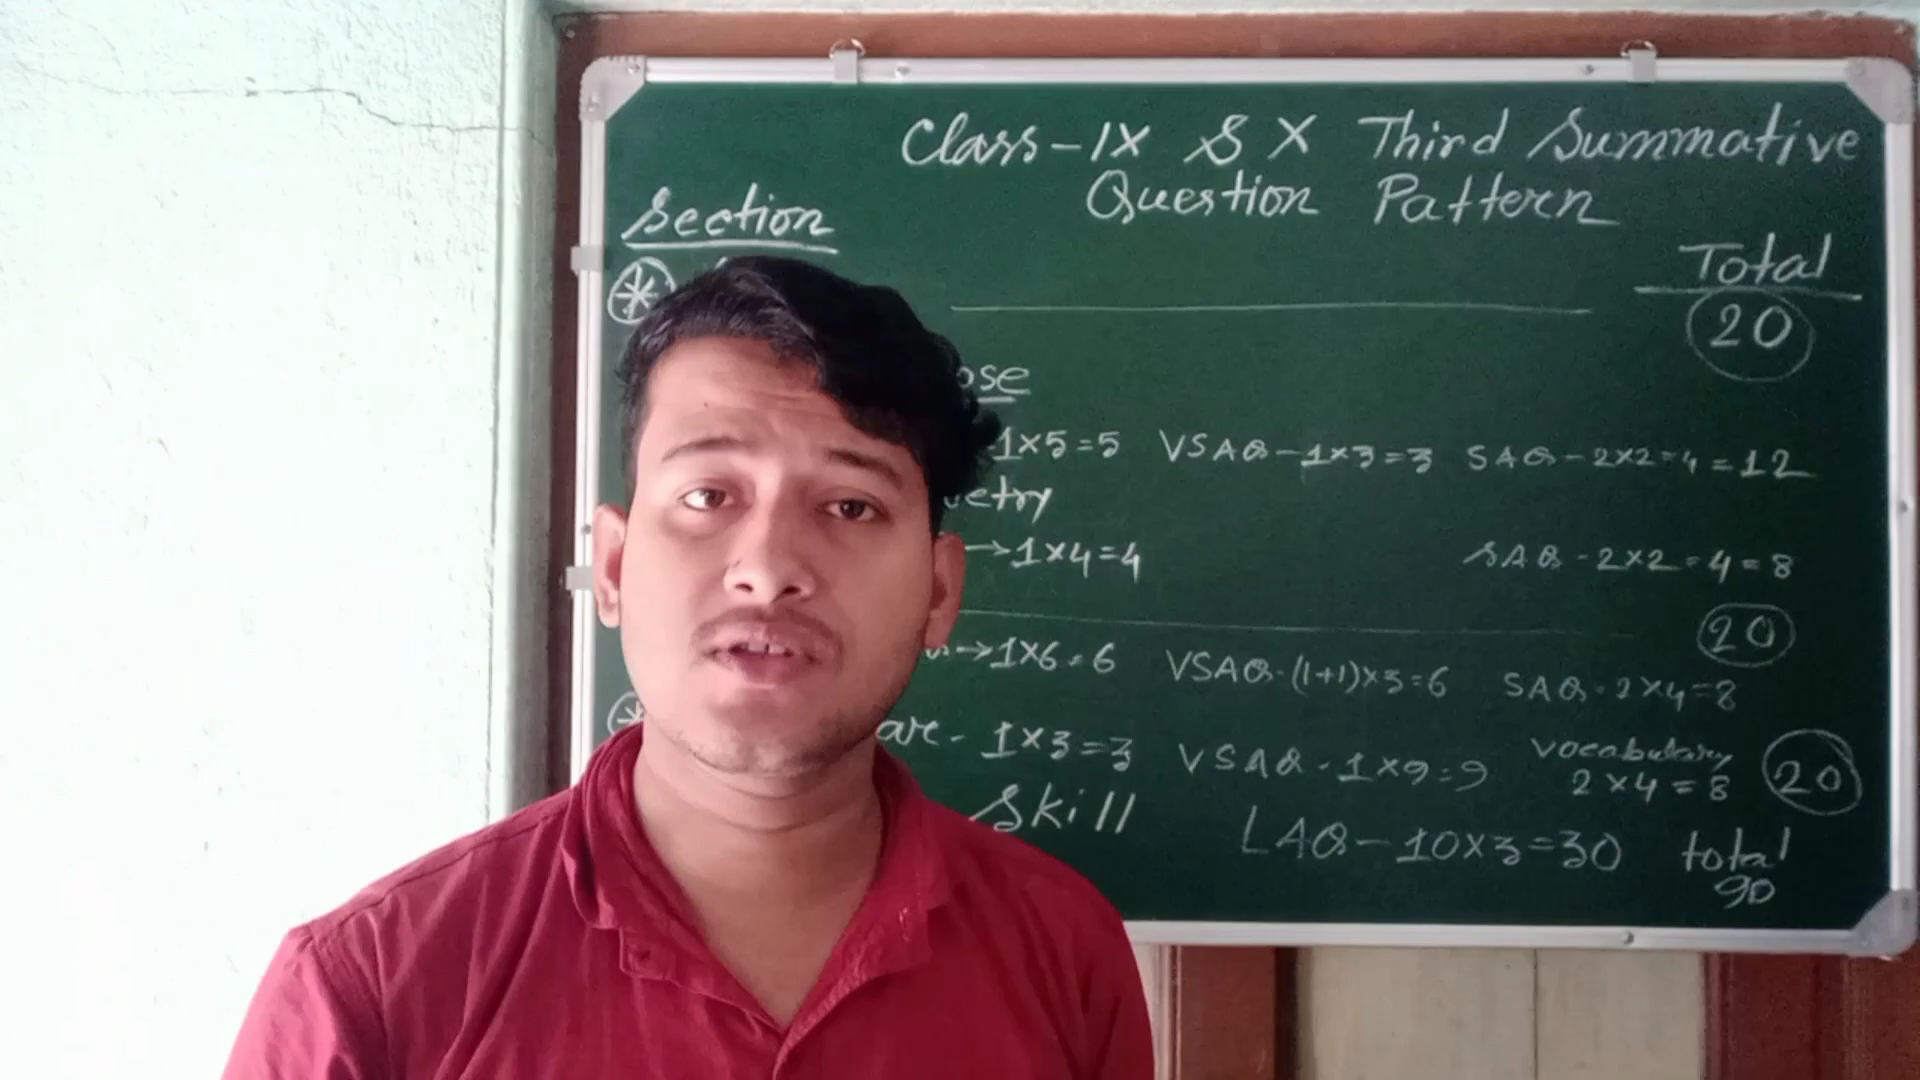 Class-IX & X Third Summative
Question Pattern
Section
Total
20
ose
1×5=5 VSAQ-1×3=3 SAQ-2×2=4=12
oetry
→1×4=4 SAQ-2×2=4=8
20
→1×6=6 VSAQ-(1+1)×3=6 SAQ-2×4=8
ar- 1×3=3 VSAQ-1×9=9 Vocabulary
2×4=8 20
Skill LAQ-10×3=30 total
90